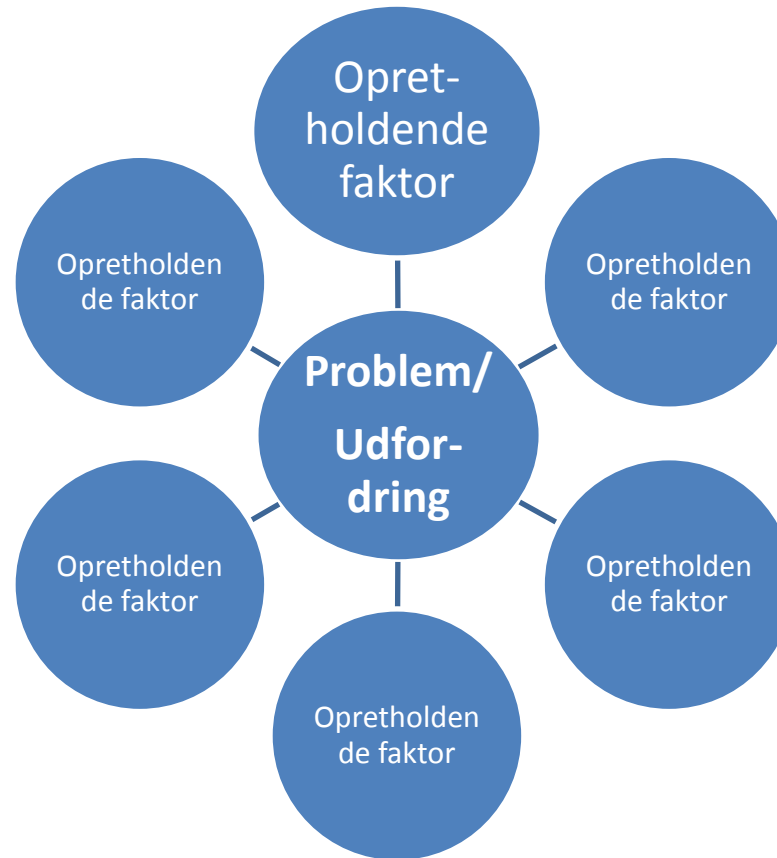 Opret-
holdende
faktor
Opretholden
de faktor
Opretholden
de faktor
Problem/
Udfor-
dring
Opretholden
de faktor
Opretholden
de faktor
Opretholden
de faktor